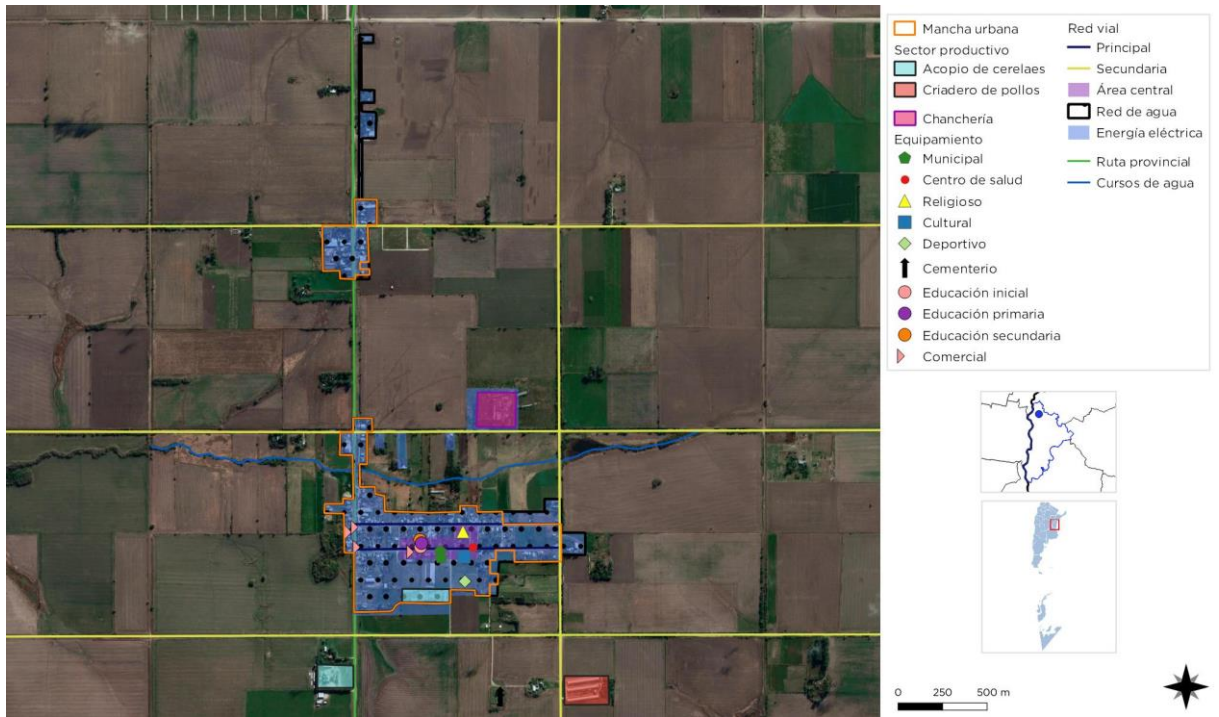 Mancha urbana
Sector productivo
Acopio de cerelaes
Criadero de pollos
Chanchería
Equipamiento
Municipal
Centro de salud
Religioso
Cultural
Deportivo
Cementerio
Educación inicial
Educación primaria
Educación secundaria
Comercial
Red vial
Principal
Secundaria
Área central
Red de agua
Energía eléctrica
Ruta provincial
Cursos de agua
0 250 500 m